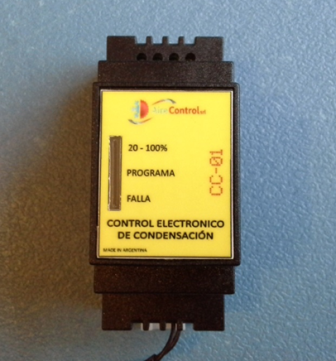 Control
20 - 100%
PROGRAMA
FALLA
CC-01
CONTROL ELECTRONICO
DE CONDENSACIÓN
MADE IN ARGENTINA